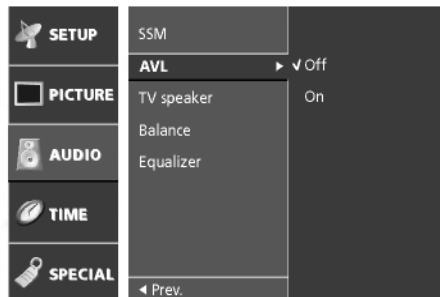 SETUP
PICTURE
AUDIO
TIME
SPECIAL
SSM
AVL ▶
TV speaker
Balance
Equalizer
◀ Prev.
√ Off
On